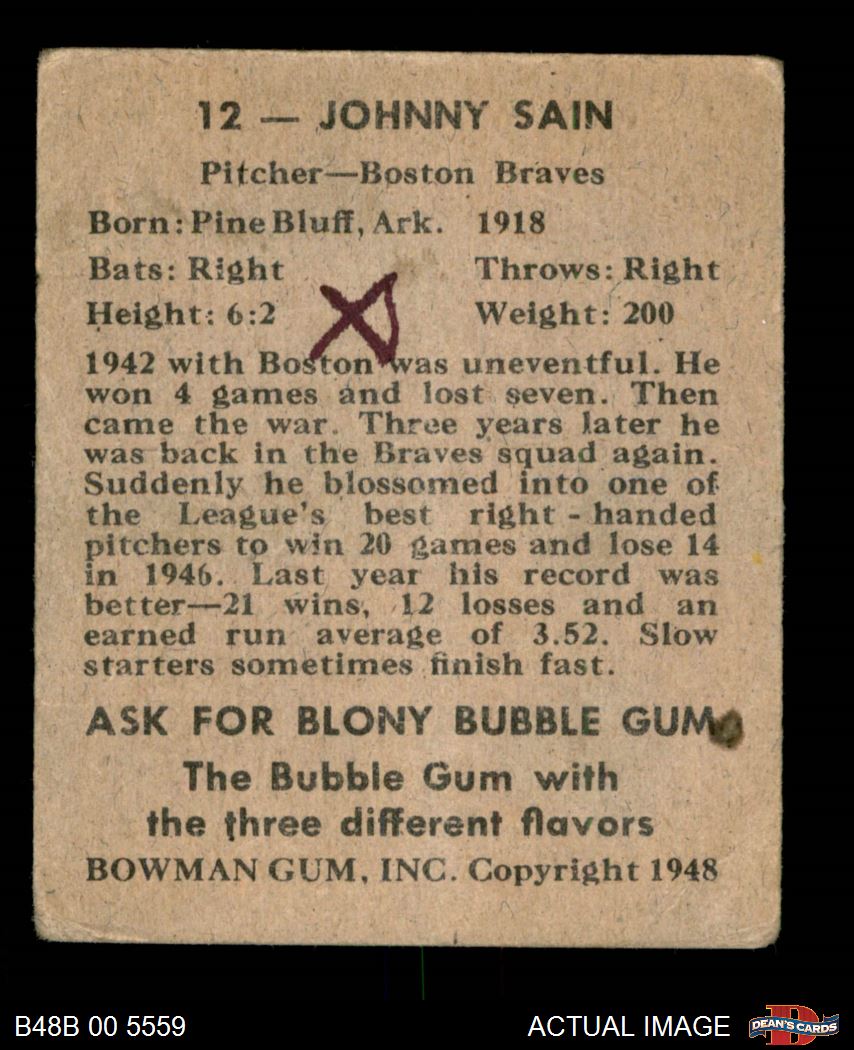 12 — JOHNNY SAIN
Pitcher—Boston Braves
Born: Pine Bluff, Ark. 1918
Bats: Right Throws: Right
Height: 6:2 Weight: 200
1942 with Boston was uneventful. He
won 4 games and lost seven. Then
came the war. Three years later he
was back in the Braves squad again.
Suddenly he blossomed into one of
the League's best right - handed
pitchers to win 20 games and lose 14
in 1946. Last year his record was
better—21 wins, 12 losses and an
earned run average of 3.52. Slow
starters sometimes finish fast.
ASK FOR BLONY BUBBLE GUM
The Bubble Gum with
the three different flavors
BOWMAN GUM, INC. Copyright 1948
B48B 00 5559 ACTUAL IMAGE
D
DEAN'S CARDS